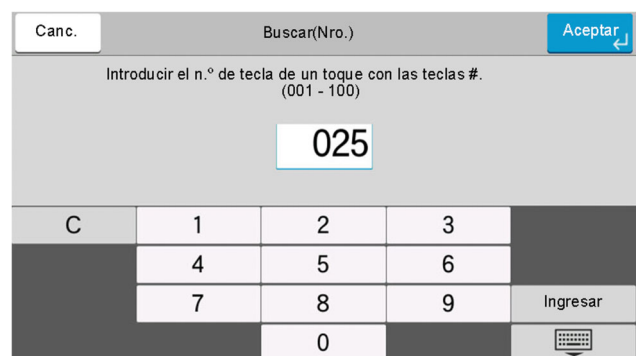 Canc.
Buscar(Nro.)
Aceptar
Introducir el n.º de tecla de un toque con las teclas #.
(001 - 100)
025
C
1
2
3
4
5
6
7
8
9
Ingresar
0